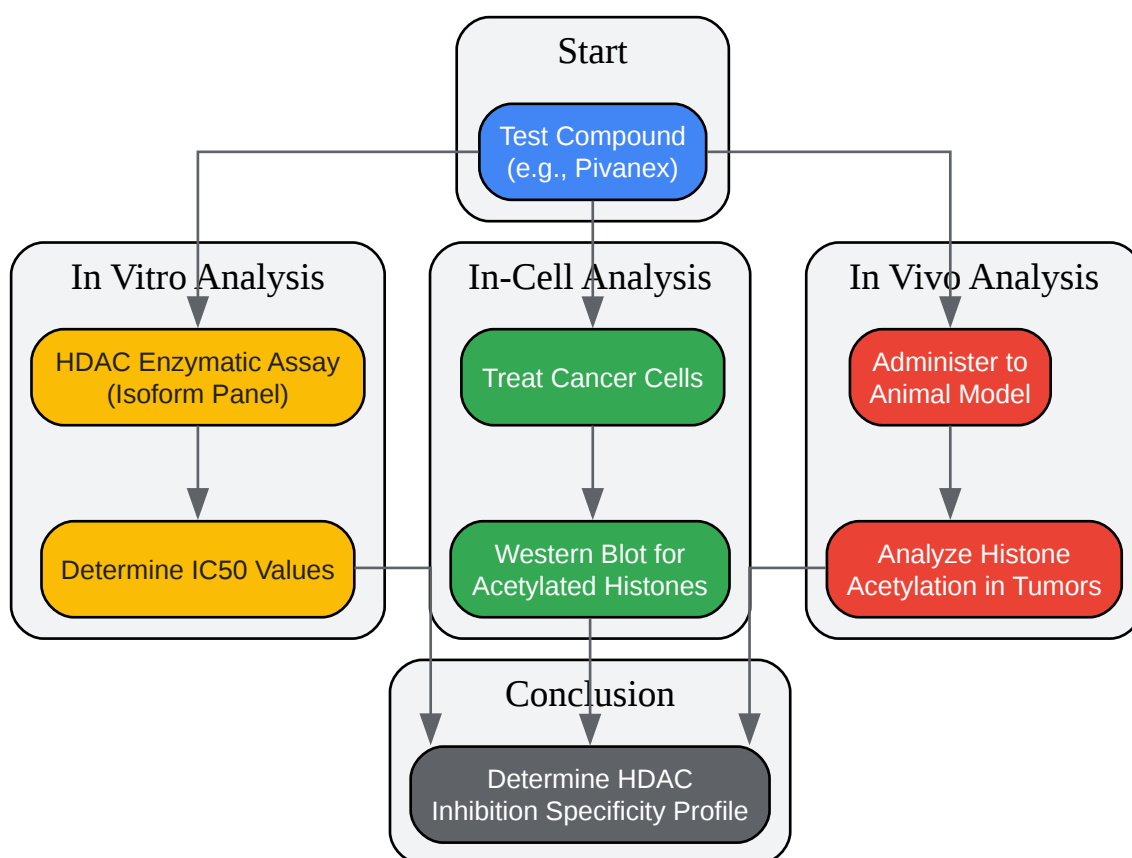 Start
Test Compound
(e.g., Pivanex)
In Vitro Analysis
HDAC Enzymatic Assay
(Isoform Panel)
Determine IC50 Values
In-Cell Analysis
Treat Cancer Cells
Western Blot for
Acetylated Histones
In Vivo Analysis
Administer to
Animal Model
Analyze Histone
Acetylation in Tumors
Conclusion
Determine HDAC
Inhibition Specificity Profile